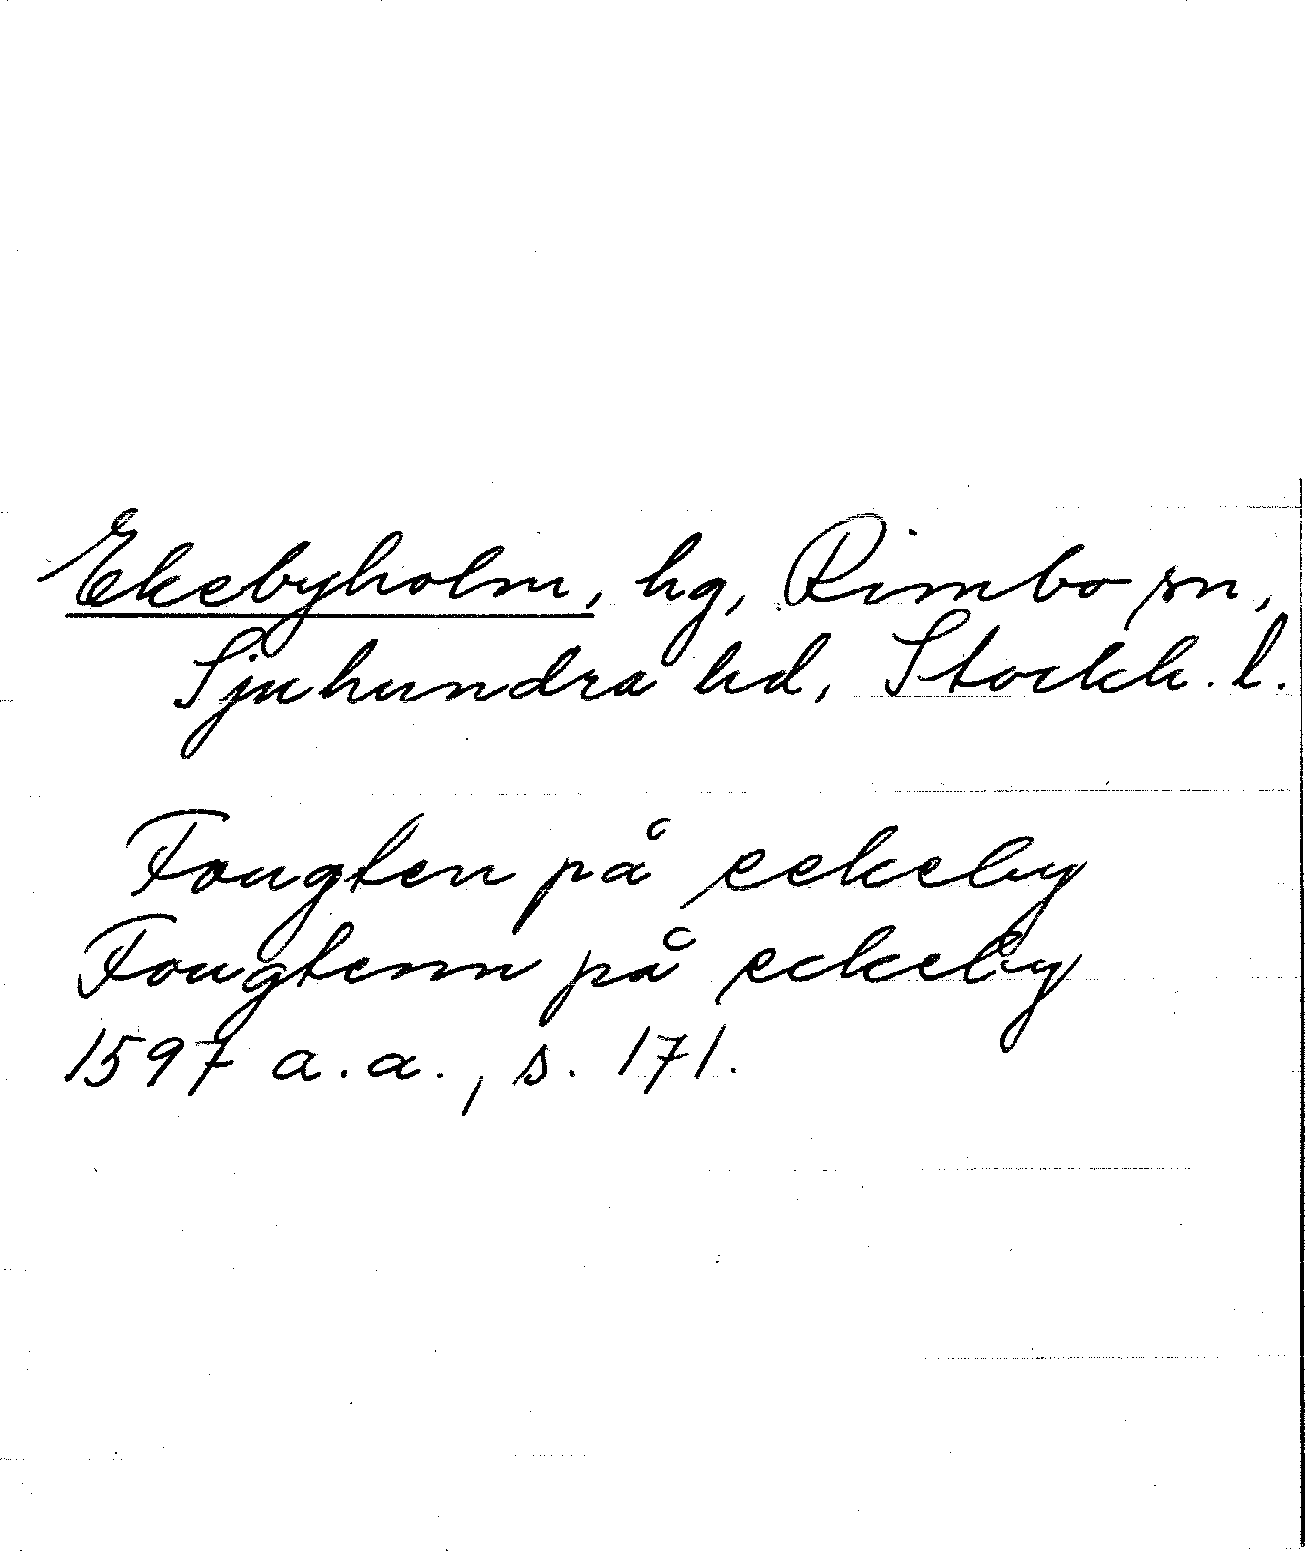 Ekebyholm, hg, Rimbo sn,
Sjuhundra hd, Stockh. l.
Fougten på eckeby
Fougtenn på eckeby
1597 a.a., s. 171.